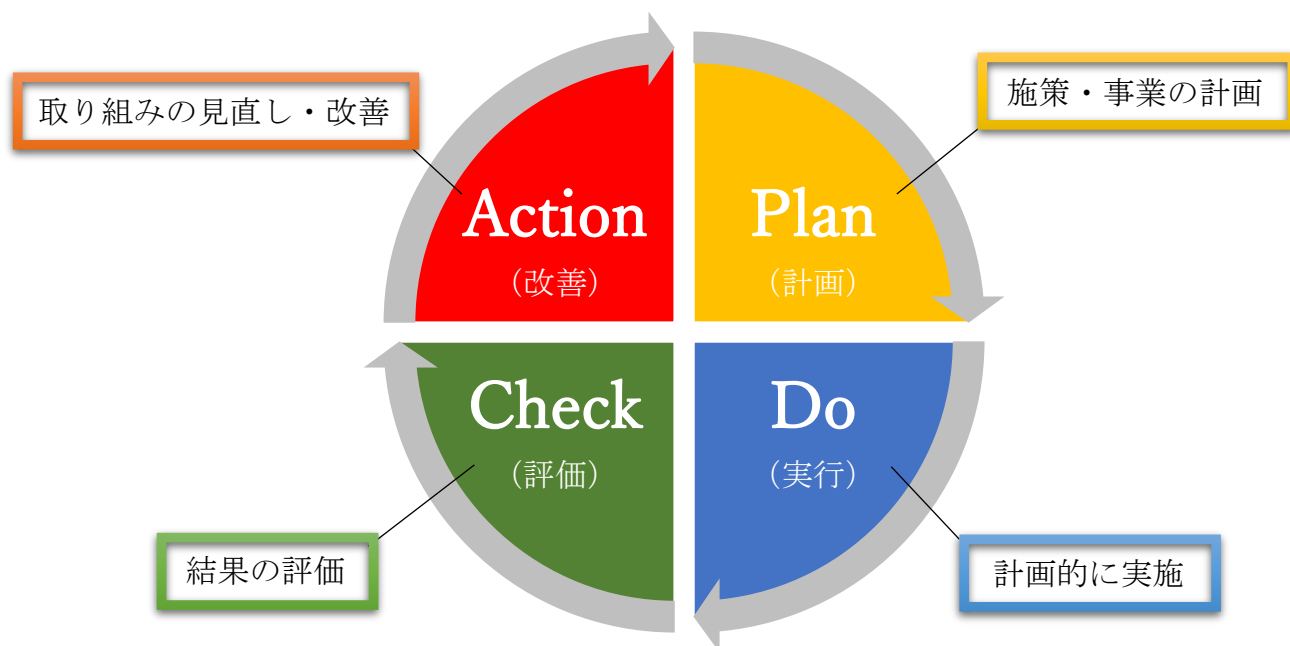 取り組みの見直し・改善
施策・事業の計画
Action
(改善)
Plan
(計画)
Check
(評価)
Do
(実行)
結果の評価
計画的に実施